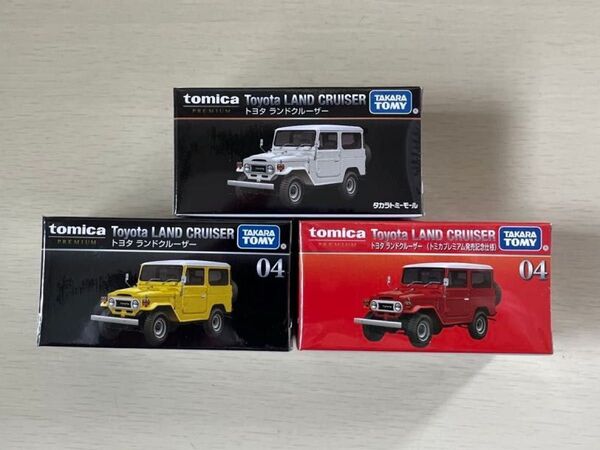 tomica Toyota LAND CRUISER TAKARA TOMY
PREMIUM トヨタ ランドクルーザー
タカラトミーモール
tomica Toyota LAND CRUISER TAKARA TOMY
PREMIUM トヨタ ランドクルーザー
04
tomica Toyota LAND CRUISER TAKARA TOMY
PREMIUM トヨタ ランドクルーザー (トミカプレミアム発売記念仕様)
04